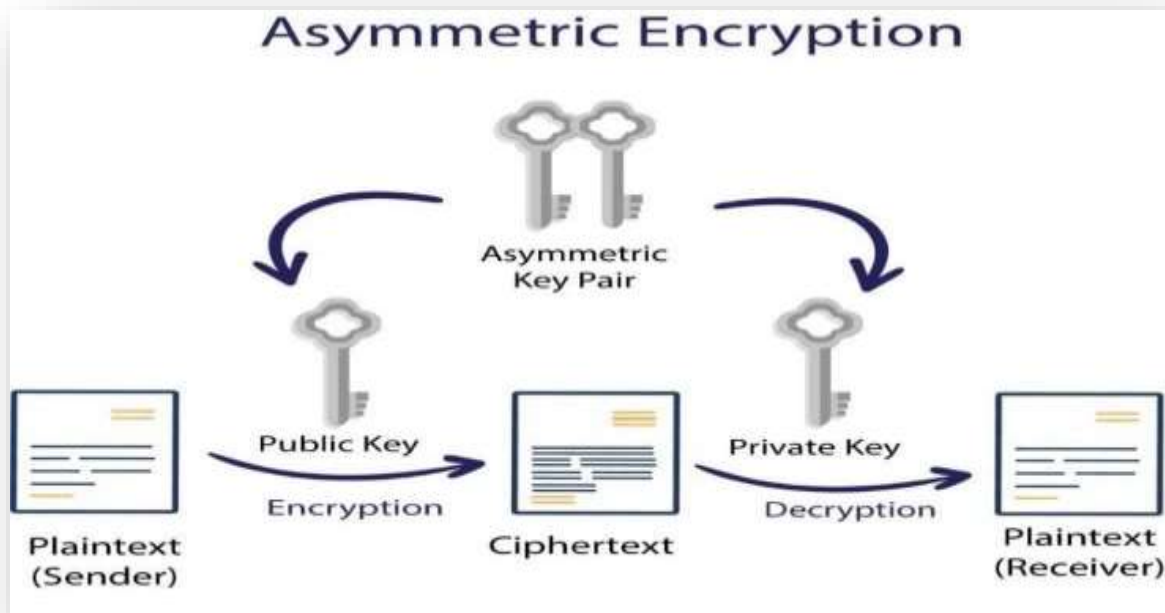 Asymmetric Encryption
Asymmetric
Key Pair
Public Key
Private Key
Encryption
Decryption
Plaintext
(Sender)
Ciphertext
Plaintext
(Receiver)